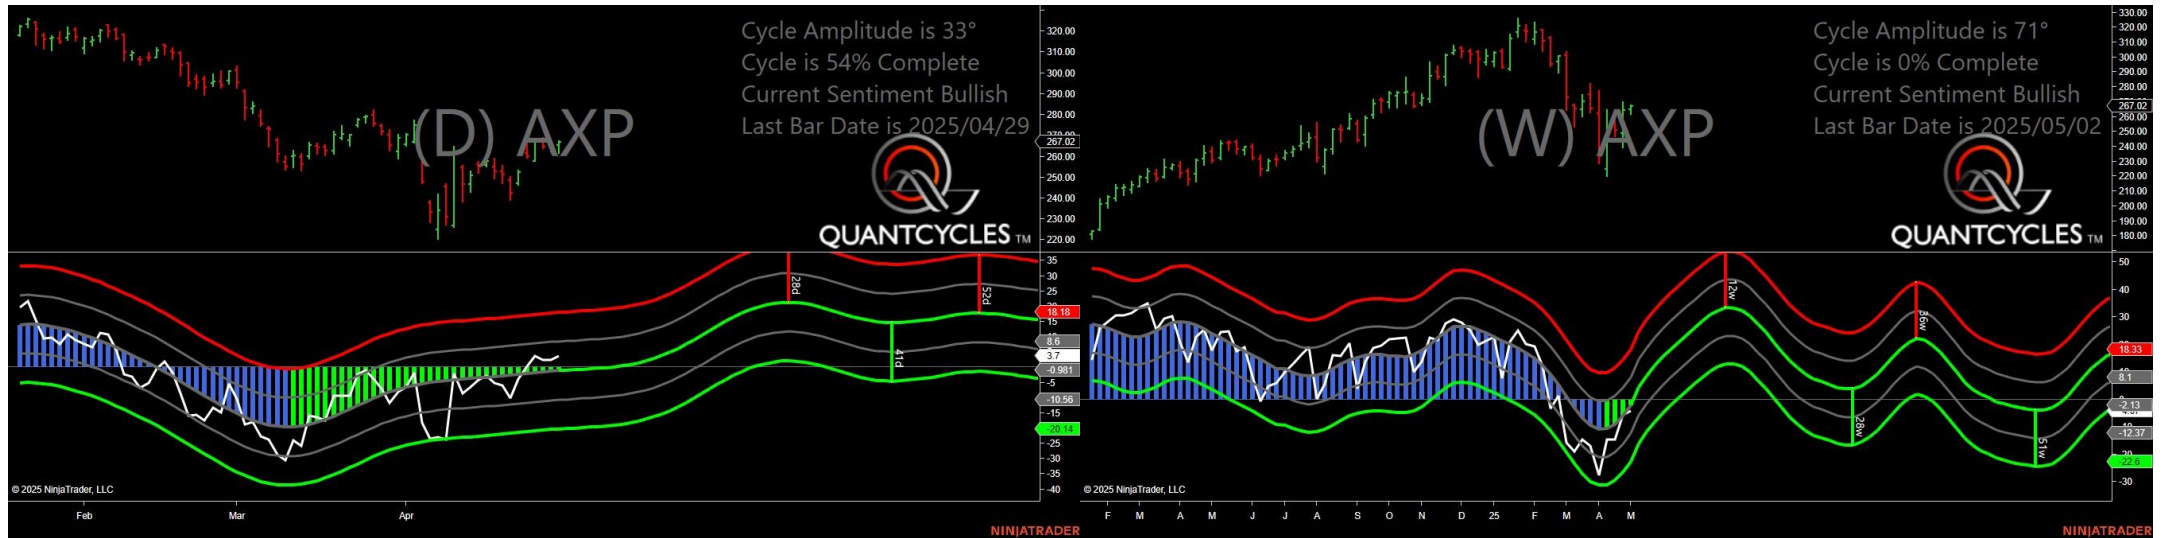 Cycle Amplitude is 33°
Cycle is 54% Complete
Current Sentiment Bullish
Last Bar Date is 2025/04/29
(D) AXP
QUANTCYCLES TM
320.00
310.00
300.00
290.00
280.00
267.02
260.00
250.00
240.00
230.00
220.00
35
30
25
18.18
15
8.6
3.7
-0.981
-5
-10.56
-15
-20.14
-25
-30
-35
-40
28d
41d
52d
© 2025 NinjaTrader, LLC
Feb
Mar
Apr
NINJATRADER
Cycle Amplitude is 71°
Cycle is 0% Complete
Current Sentiment Bullish
Last Bar Date is 2025/05/02
(W) AXP
QUANTCYCLES TM
330.00
320.00
310.00
300.00
290.00
280.00
267.02
260.00
250.00
240.00
230.00
220.00
210.00
200.00
190.00
180.00
50
40
30
18.33
8.1
-2.13
-12.37
-22.6
-30
12w
28w
36w
51w
© 2025 NinjaTrader, LLC
F
M
A
M
J
J
A
S
O
N
D
25
F
M
A
M
NINJATRADER